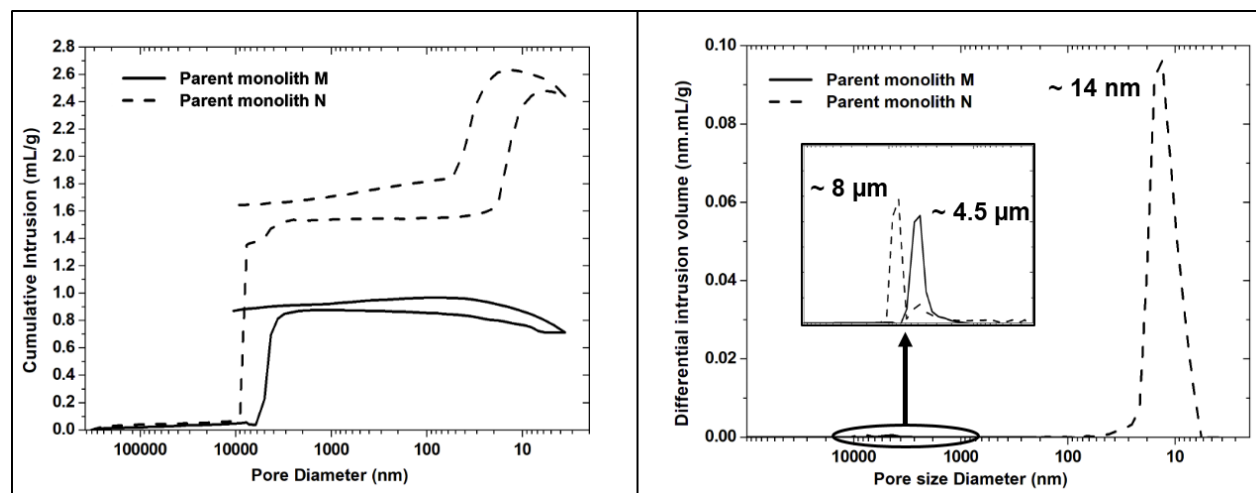 2.8
2.6
2.4
2.2
2.0
1.8
1.6
1.4
1.2
1.0
0.8
0.6
0.4
0.2
0.0
Cumulative Intrusion (mL/g)
Parent monolith M
Parent monolith N
100000
10000
1000
100
10
Pore Diameter (nm)
0.10
0.08
0.06
0.04
0.02
0.00
Differential intrusion volume (nm.mL/g)
Parent monolith M
Parent monolith N
~ 14 nm
~ 8 µm
~ 4.5 µm
10000
1000
100
10
Pore size Diameter (nm)